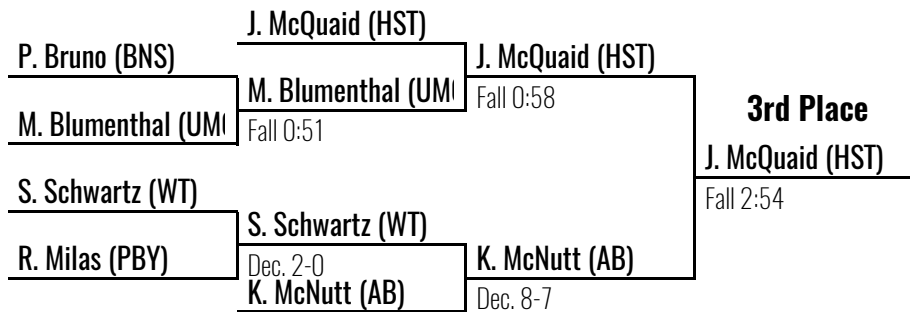 J. McQuaid (HST)
P. Bruno (BNS)
J. McQuaid (HST)
M. Blumenthal (UM
Fall 0:58
3rd Place
M. Blumenthal (UM
Fall 0:51
J. McQuaid (HST)
S. Schwartz (WT)
Fall 2:54
S. Schwartz (WT)
R. Milas (PBY)
K. McNutt (AB)
Dec. 2-0
K. McNutt (AB)
Dec. 8-7